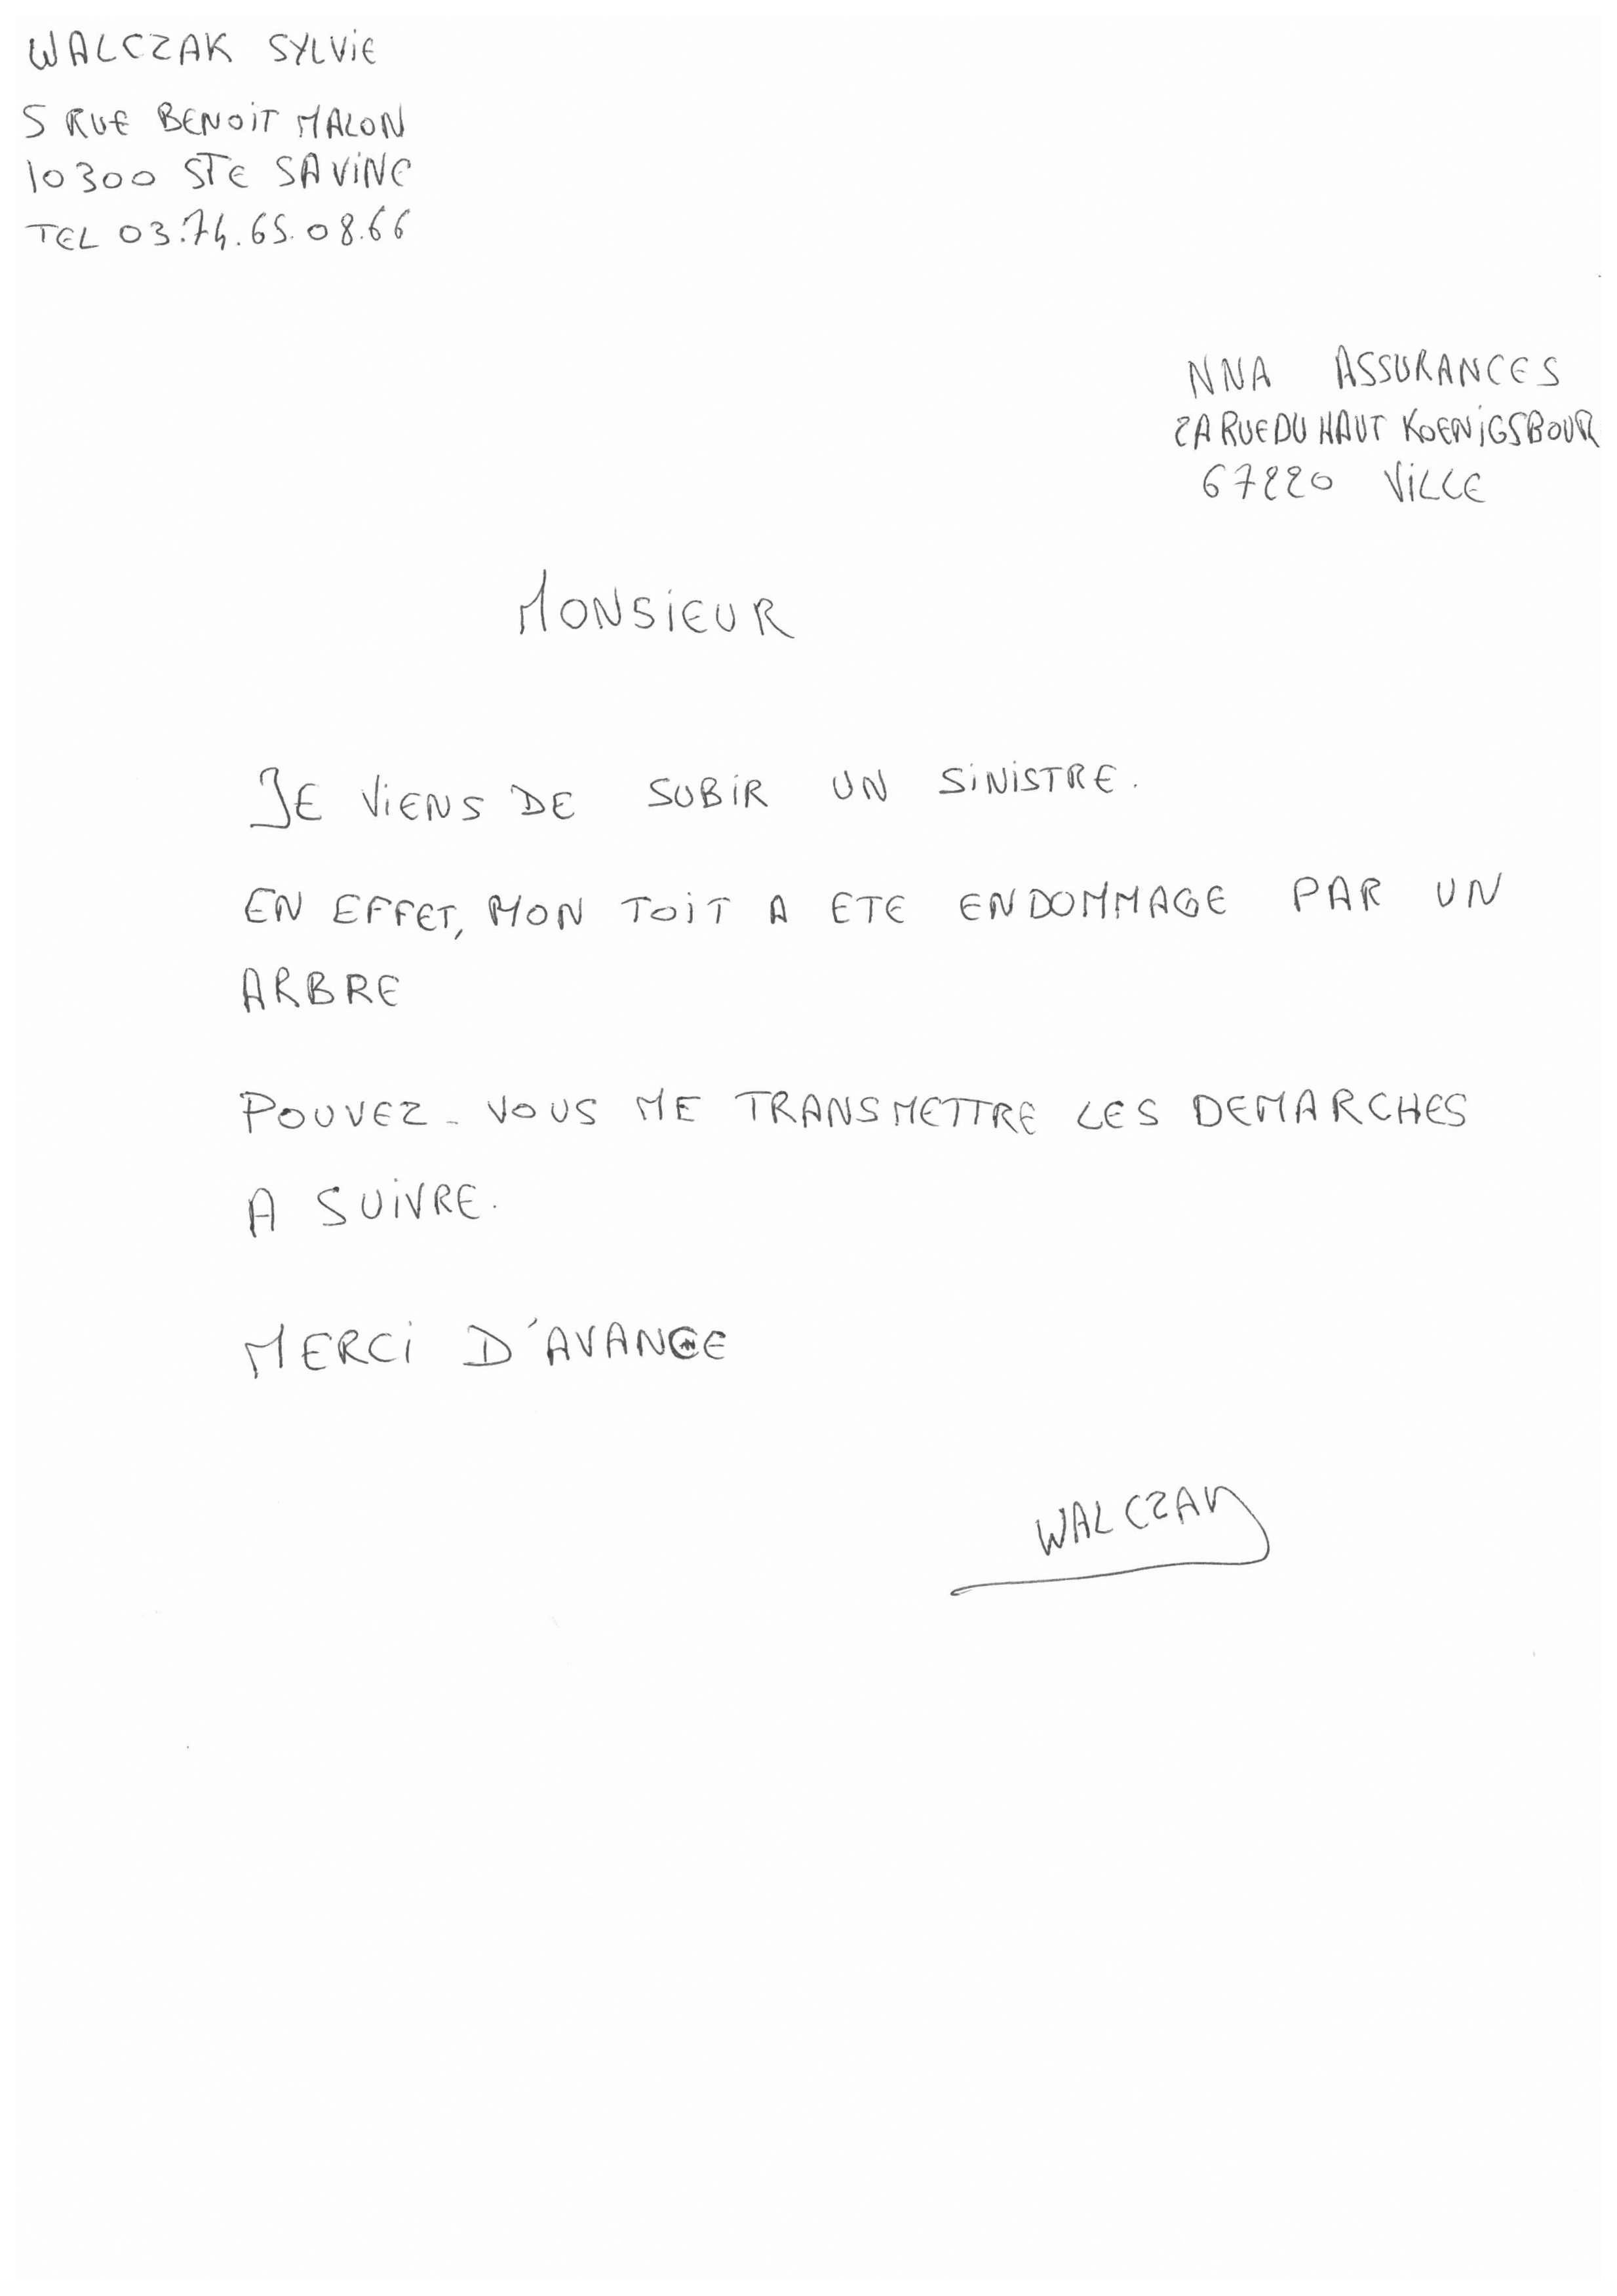 WALCZAK SYLVIE
5 RUE BENOIT MALON
10300 STE SAVINE
TEL 03.74.65.08.66
NNA ASSURANCES
2A RUE DU HAUT KOENIGSBOUR
67220 VILLE
MONSIEUR
JE VIENS DE SUBIR UN SINISTRE.
EN EFFET, MON TOIT A ETE ENDOMMAGE PAR UN
ARBRE
POUVEZ-VOUS ME TRANSMETTRE LES DEMARCHES
A SUIVRE.
MERCI D'AVANCE
WALCZAK